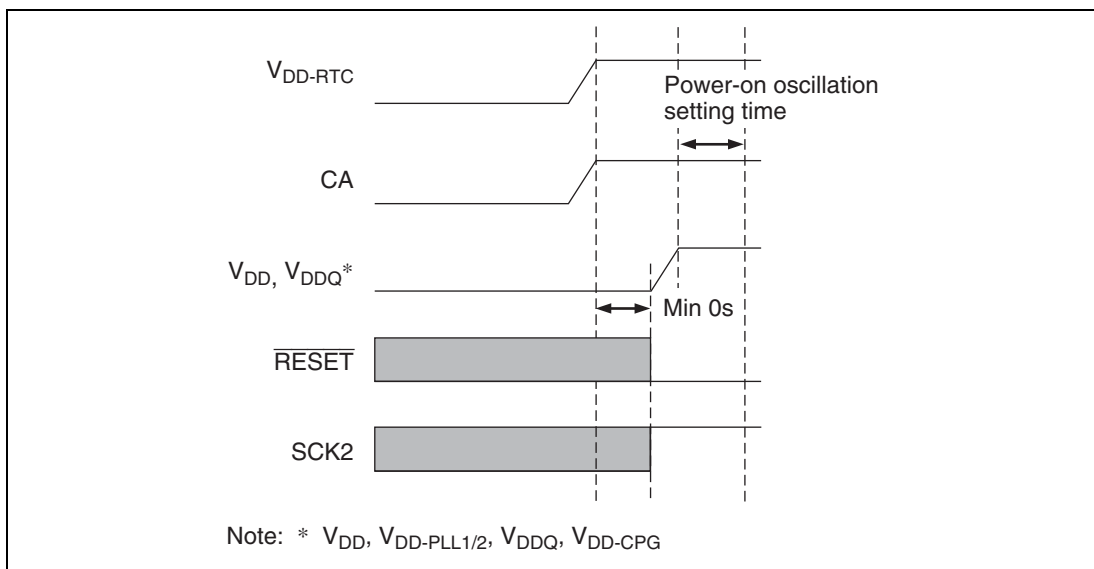 VDD-RTC
Power-on oscillation
setting time
CA
VDD, VDDQ*
Min 0s
RESET
SCK2
Note: * VDD, VDD-PLL1/2, VDDQ, VDD-CPG